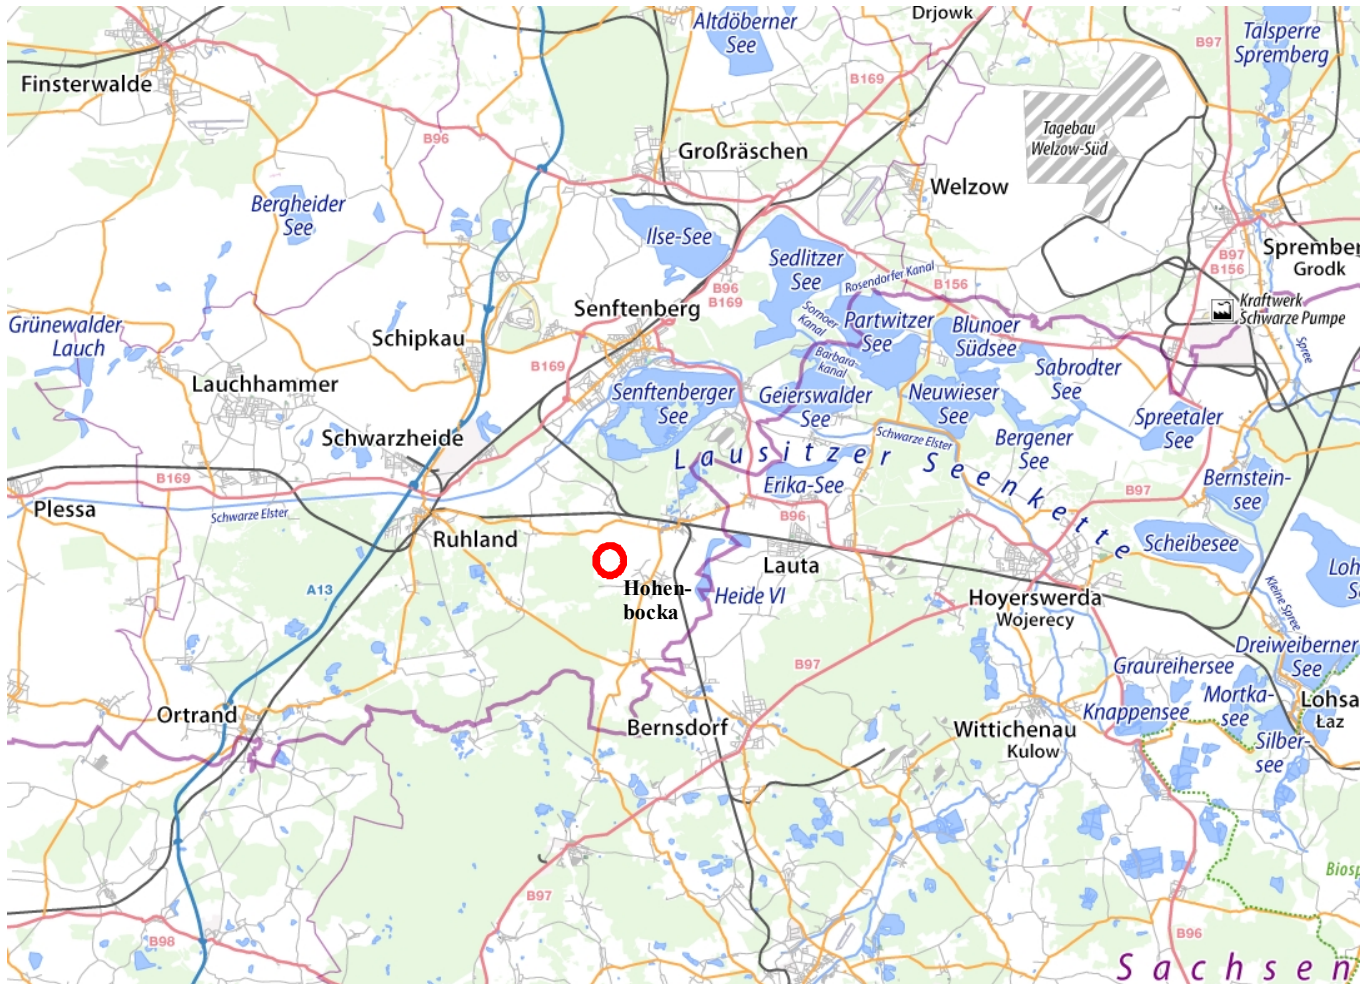 Drjowk
Altdöberner
See
Talsperre
Spremberg
B97
Finsterwalde
B169
B96
Tagebau
Welzow-Süd
Großräschen
Welzow
Bergheider
See
Ilse-See
Sedlitzer
See
Sprember
Grodk
B97
B156
Rosendorfer Kanal
B156
B96
B169
Senftenberg
Sornoer
Kanal
Kraftwerk
Schwarze Pumpe
Grünewalder
Lauch
Schipkau
Partwitzer
See
Blunoer
Südsee
Spree
Barbara-
kanal
B169
Sabrodter
See
Lauchhammer
Senftenberger
See
Geierswalder
See
Neuwieser
See
Spreetaler
See
Schwarzheide
Schwarze Elster
Bergener
See
Lausitzer Seenkette
Erika-See
Bernstein-
see
B169
B97
Plessa
Schwarze Elster
B96
Ruhland
Scheibesee
Lauta
Loh
S
A13
Hohen-
bocka
Heide VI
Hoyerswerda
Wojerecy
Kleine Spree
Dreiweiberner
See
B97
Graureihersee
Mortka-
see
Lohsa
Łaz
Ortrand
Knappensee
Bernsdorf
Wittichenau
Kulow
Silber-
see
Biosp
B97
B98
B96
Sachsen